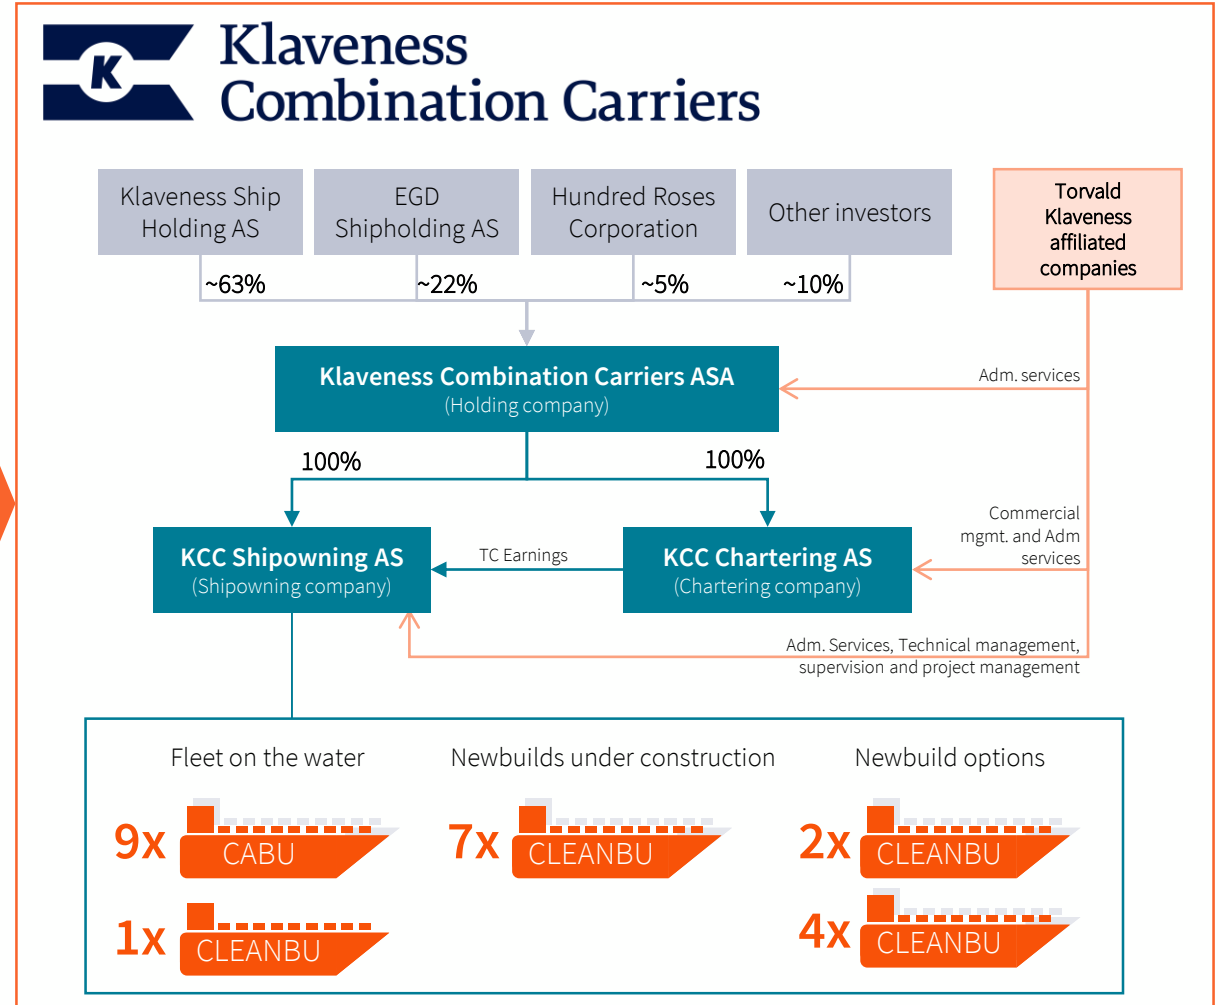 K
Klaveness
Combination Carriers
Klaveness Ship
Holding AS
EGD
Shipholding AS
Hundred Roses
Corporation
Other investors
Torvald
Klaveness
affiliated
companies
~63%
~22%
~5%
~10%
Klaveness Combination Carriers ASA
(Holding company)
Adm. services
100%
100%
KCC Shipowning AS
(Shipowning company)
TC Earnings
KCC Chartering AS
(Chartering company)
Commercial
mgmt. and Adm
services
Adm. Services, Technical management,
supervision and project management
Fleet on the water
Newbuilds under construction
Newbuild options
9x
CABU
7x
CLEANBU
2x
CLEANBU
1x
CLEANBU
4x
CLEANBU